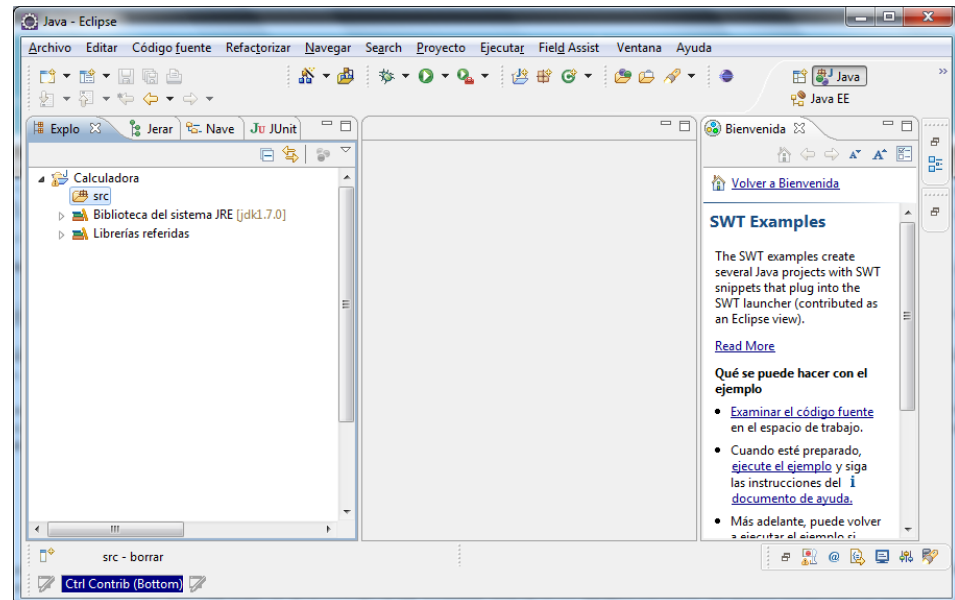 Java - Eclipse
Archivo Editar Código fuente Refactorizar Navegar Search Proyecto Ejecutar Field Assist Ventana Ayuda
Java
Java EE
Explo Jerar Nave JUnit
Calculadora
src
Biblioteca del sistema JRE [jdk1.7.0]
Librerías referidas
Bienvenida
Volver a Bienvenida
SWT Examples
The SWT examples create
several Java projects with SWT
snippets that plug into the
SWT launcher (contributed as
an Eclipse view).
Read More
Qué se puede hacer con el
ejemplo
Examinar el código fuente
en el espacio de trabajo.
Cuando esté preparado,
ejecute el ejemplo y siga
las instrucciones del
documento de ayuda.
Más adelante, puede volver
a ejecutar el ejemplo si
src - borrar
Ctrl Contrib (Bottom)